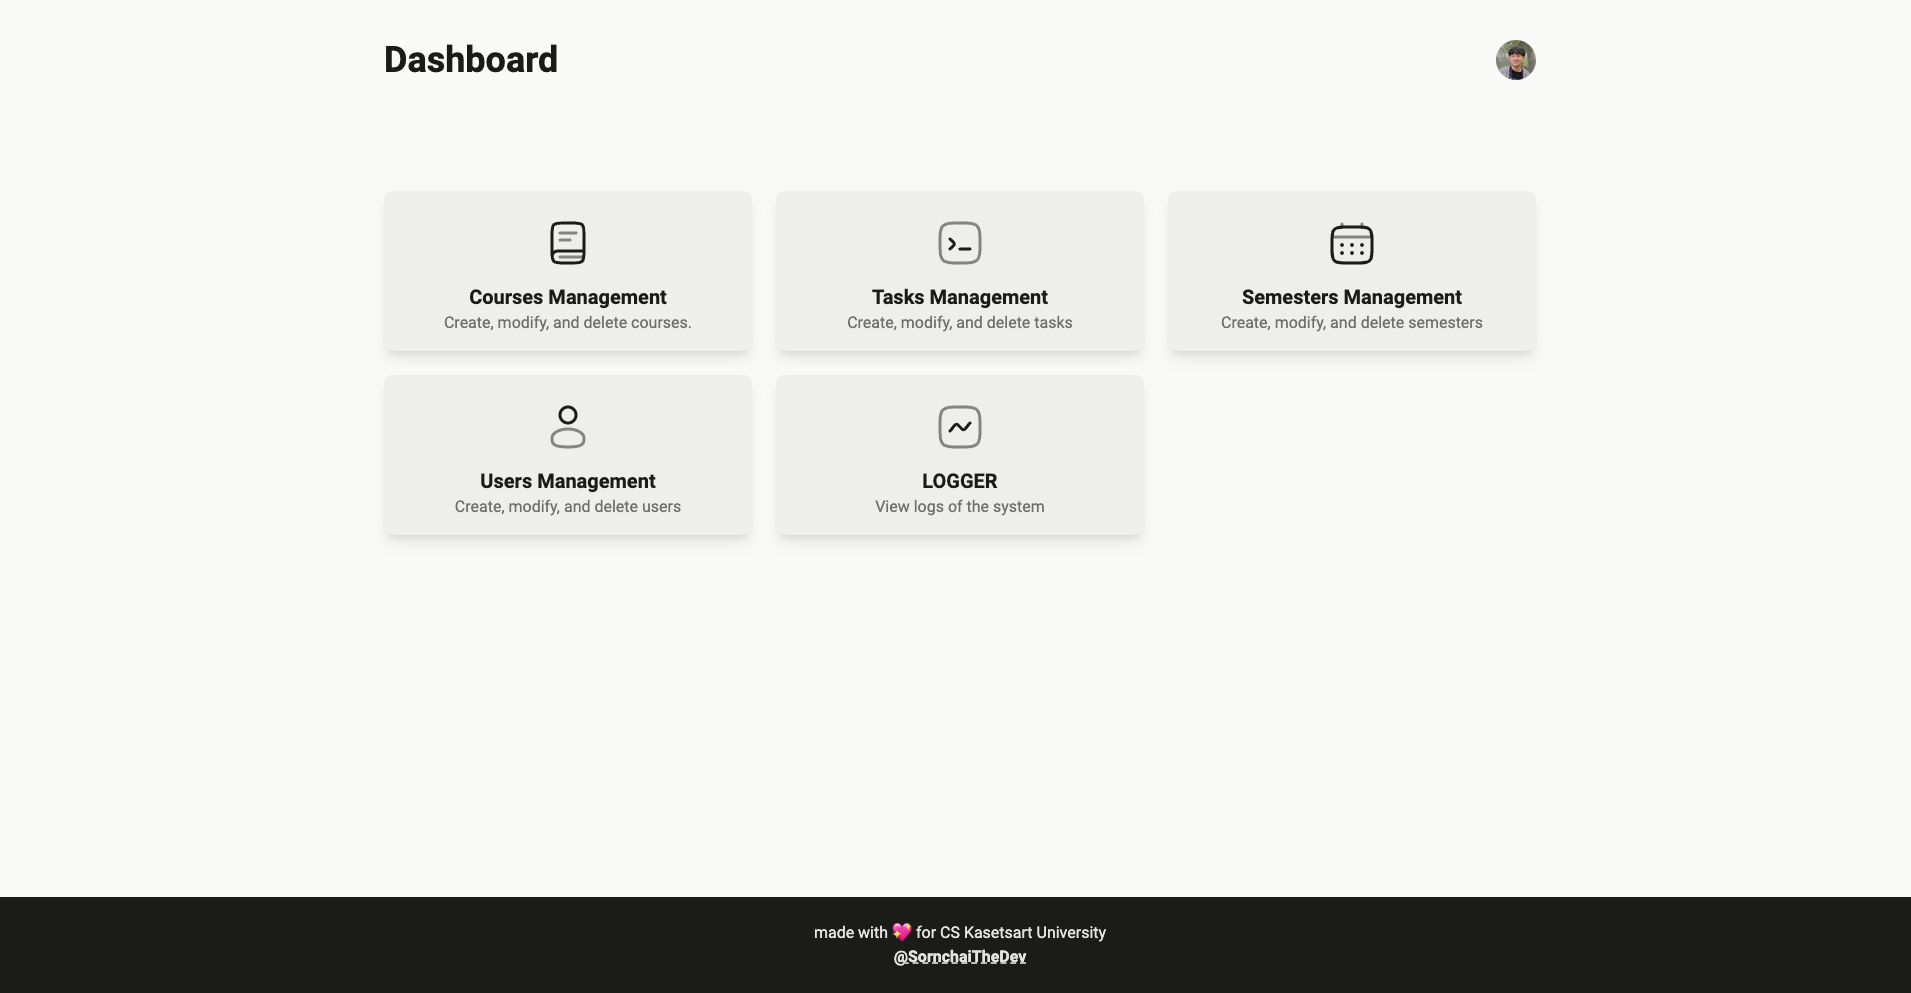 Dashboard
Courses Management
Create, modify, and delete courses.
Tasks Management
Create, modify, and delete tasks
Semesters Management
Create, modify, and delete semesters
Users Management
Create, modify, and delete users
LOGGER
View logs of the system
made with 💖 for CS Kasetsart University
@SornchaiTheDev